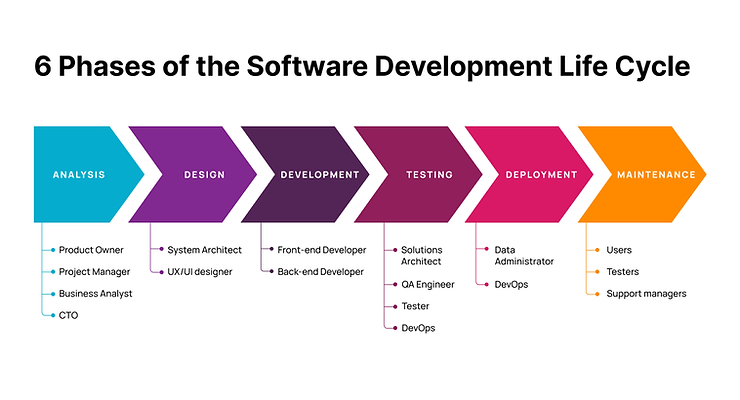 6 Phases of the Software Development Life Cycle
ANALYSIS
DESIGN
DEVELOPMENT
TESTING
DEPLOYMENT
MAINTENANCE
Product Owner
Project Manager
Business Analyst
CTO
System Architect
UX/UI designer
Front-end Developer
Back-end Developer
Solutions
Architect
QA Engineer
Tester
DevOps
Data
Administrator
DevOps
Users
Testers
Support managers